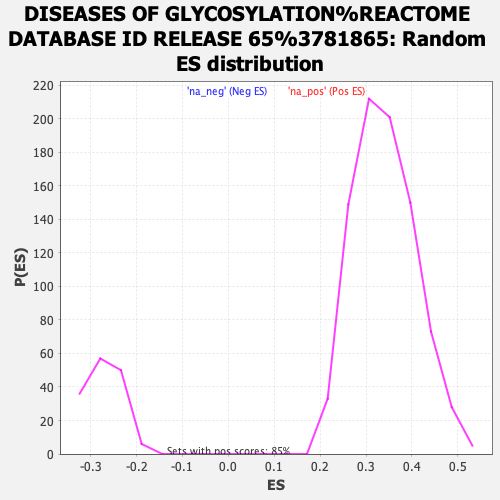 DISEASES OF GLYCOSYLATION%REACTOME
DATABASE ID RELEASE 65%3781865: Random
ES distribution
'na_neg' (Neg ES) 'na_pos' (Pos ES)
220
200
180
160
140
120
100
80
60
40
20
0
P(ES)
Sets with pos scores: 85%
-0.3 -0.2 -0.1 0.0 0.1 0.2 0.3 0.4 0.5
ES